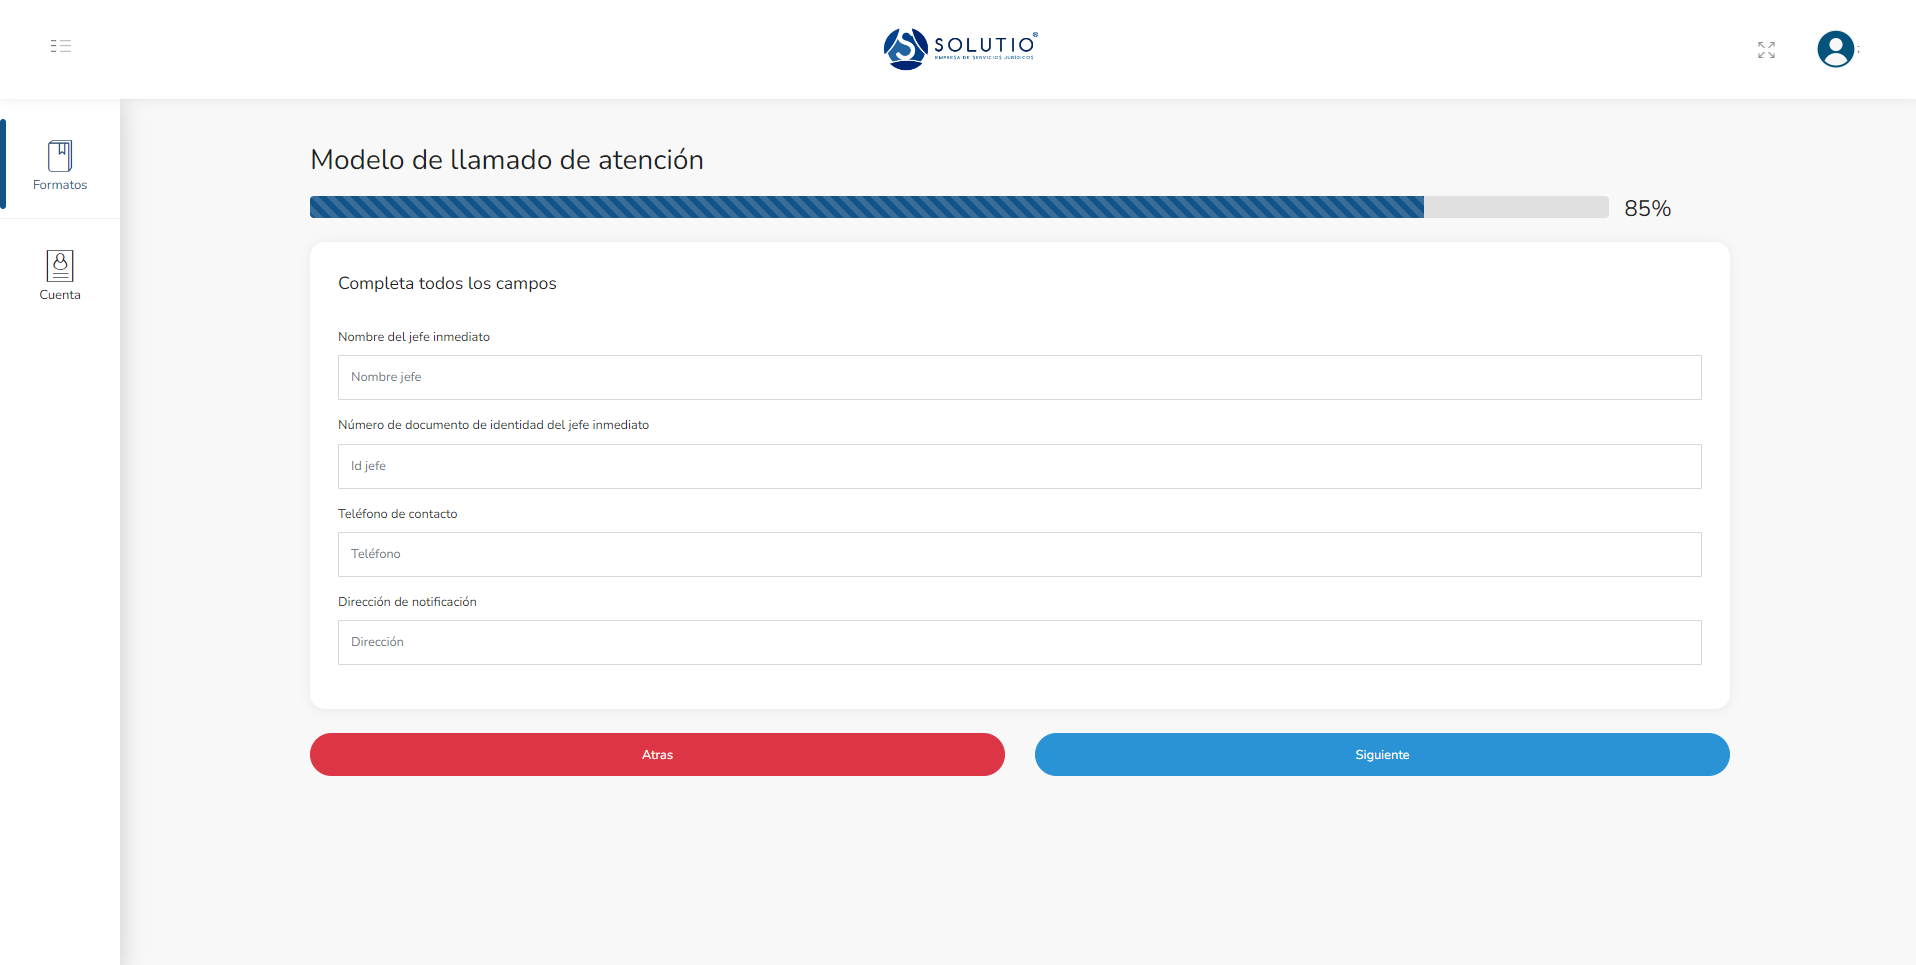 SOLUTIO®
EMPRESA DE SERVICIOS JURÍDICOS
Formatos
Cuenta
Modelo de llamado de atención
85%
Completa todos los campos
Nombre del jefe inmediato
Nombre jefe
Número de documento de identidad del jefe inmediato
Id jefe
Teléfono de contacto
Teléfono
Dirección de notificación
Dirección
Atras
Siguiente